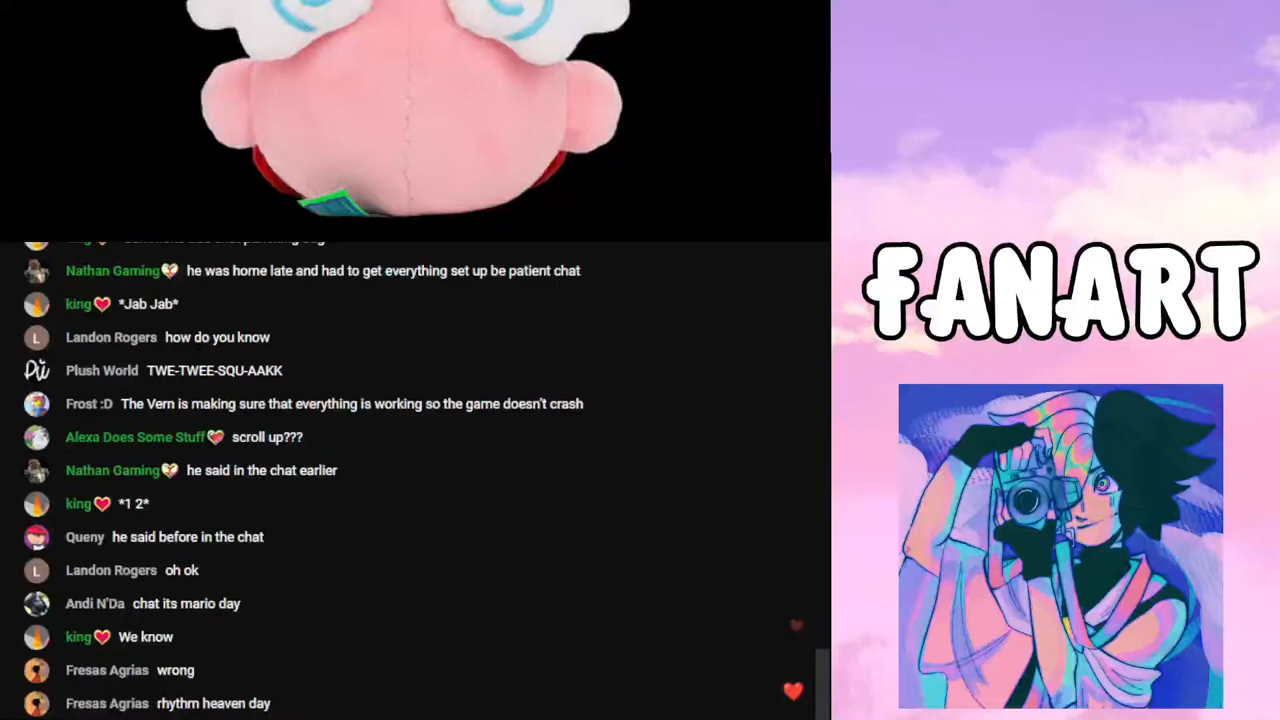 Nathan Gaming he was home late and had to get everything set up be patient chat
king *Jab Jab*
L Landon Rogers how do you know
Plush World TWE-TWEE-SQU-AAKK
Frost :D The Vern is making sure that everything is working so the game doesn't crash
Alexa Does Some Stuff scroll up???
Nathan Gaming he said in the chat earlier
king *1 2*
Queny he said before in the chat
L Landon Rogers oh ok
Andi N'Da chat its mario day
king We know
Fresas Agrias wrong
Fresas Agrias rhythm heaven day
FANART